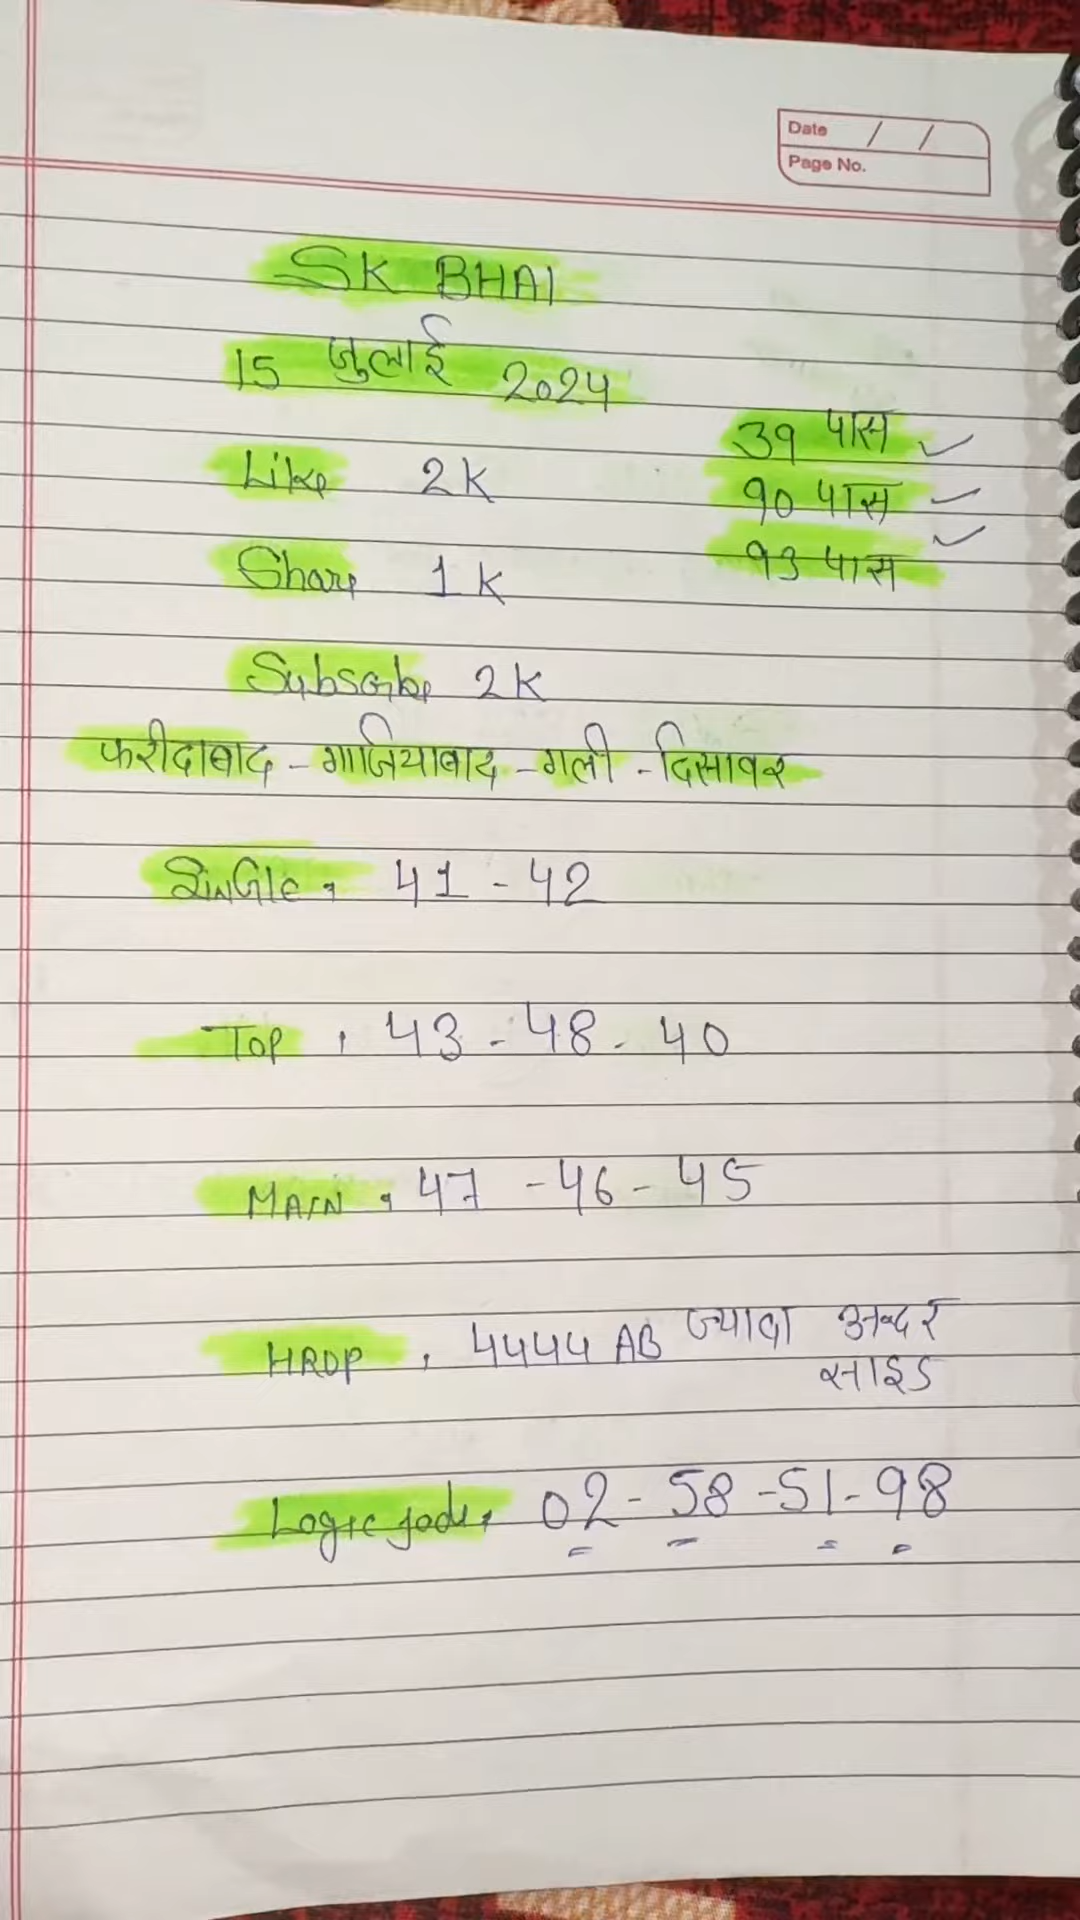 Date / /
Page No.
SK BHAI
15 जुलाई 2024
39 पास
Like 2K
90 पास
93 पास
Share 1K
Subscribe 2K
फरीदाबाद - गाजियाबाद - गली - दिसावर
SinGle, 41 - 42
TOP, 43 - 48 - 40
MAIN, 47 - 46 - 45
HROP, 4444 AB ज्यादा अन्दर
साइड
Logic jode, 02 - 58 - 51 - 98